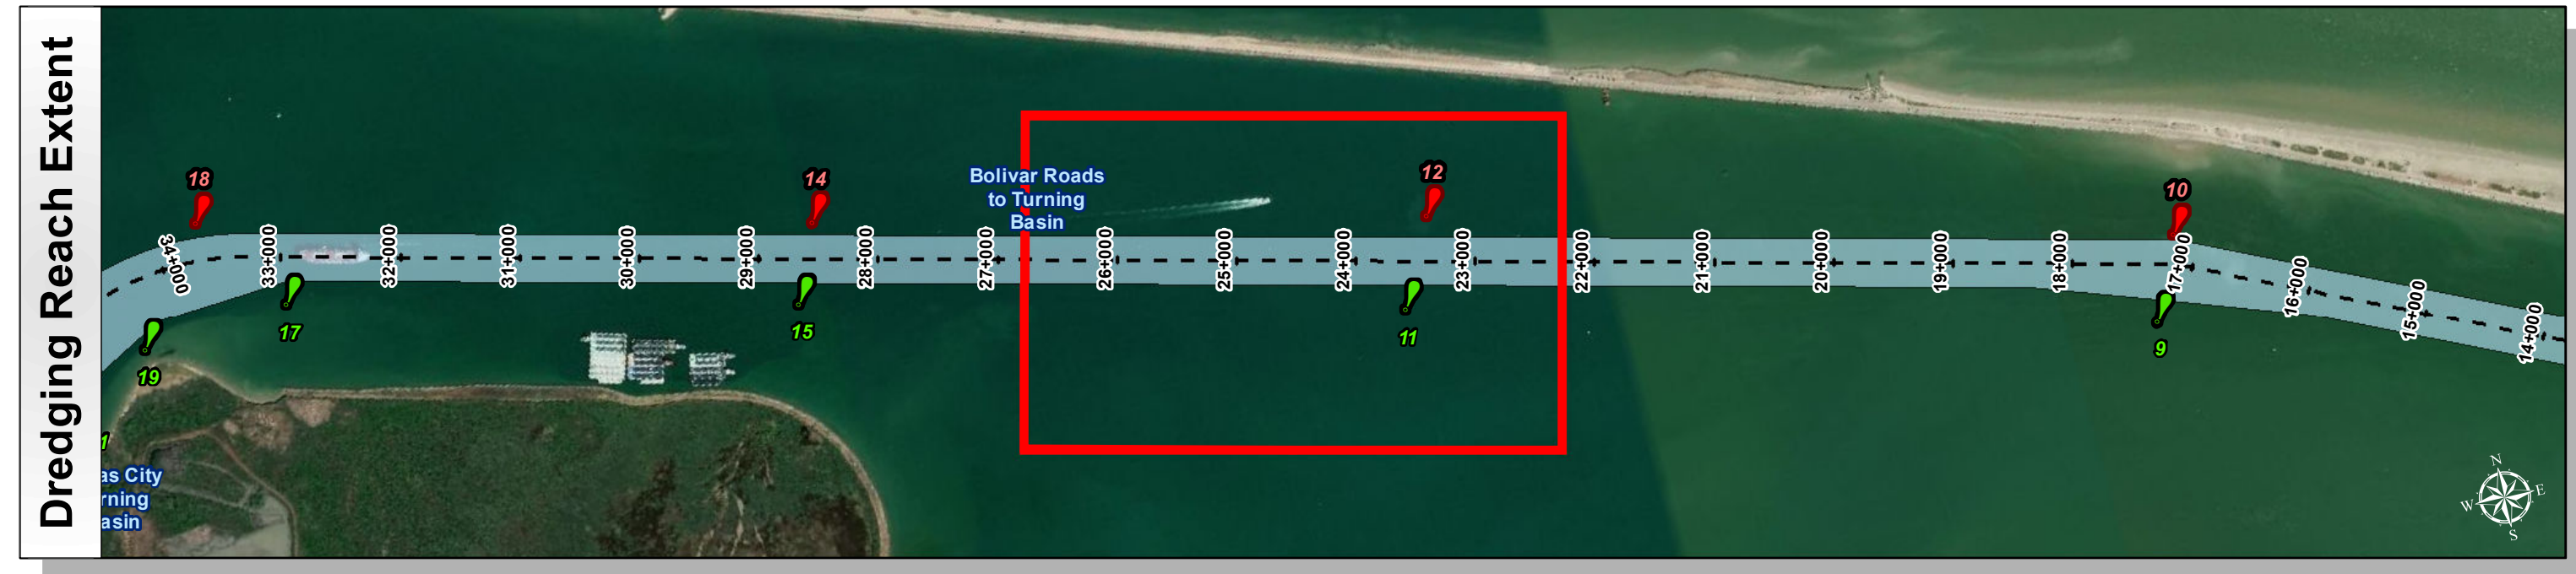 Dredging Reach Extent
18
14
12
10
Bolivar Roads
to Turning
Basin
34+000
33+000
32+000
31+000
30+000
29+000
28+000
27+000
26+000
25+000
24+000
23+000
22+000
21+000
20+000
19+000
18+000
17+000
16+000
15+000
14+000
19
17
15
11
9
1
as City
rning
asin
N
W
E
S